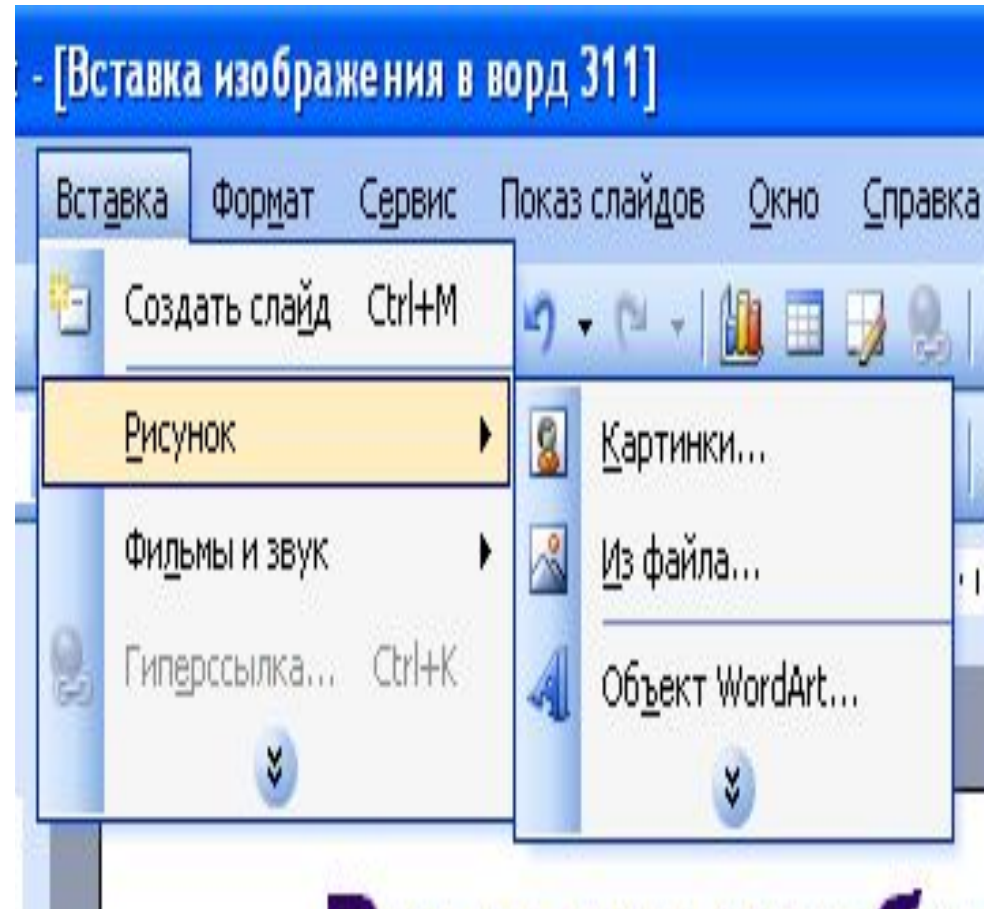 - [Вставка изображения в ворд 311]
Вставка Формат Сервис Показ слайдов Окно Справка
Создать слайд Ctrl+M
Рисунок
Картинки...
Фильмы и звук
Из файла...
Гиперссылка... Ctrl+K
Объект WordArt...